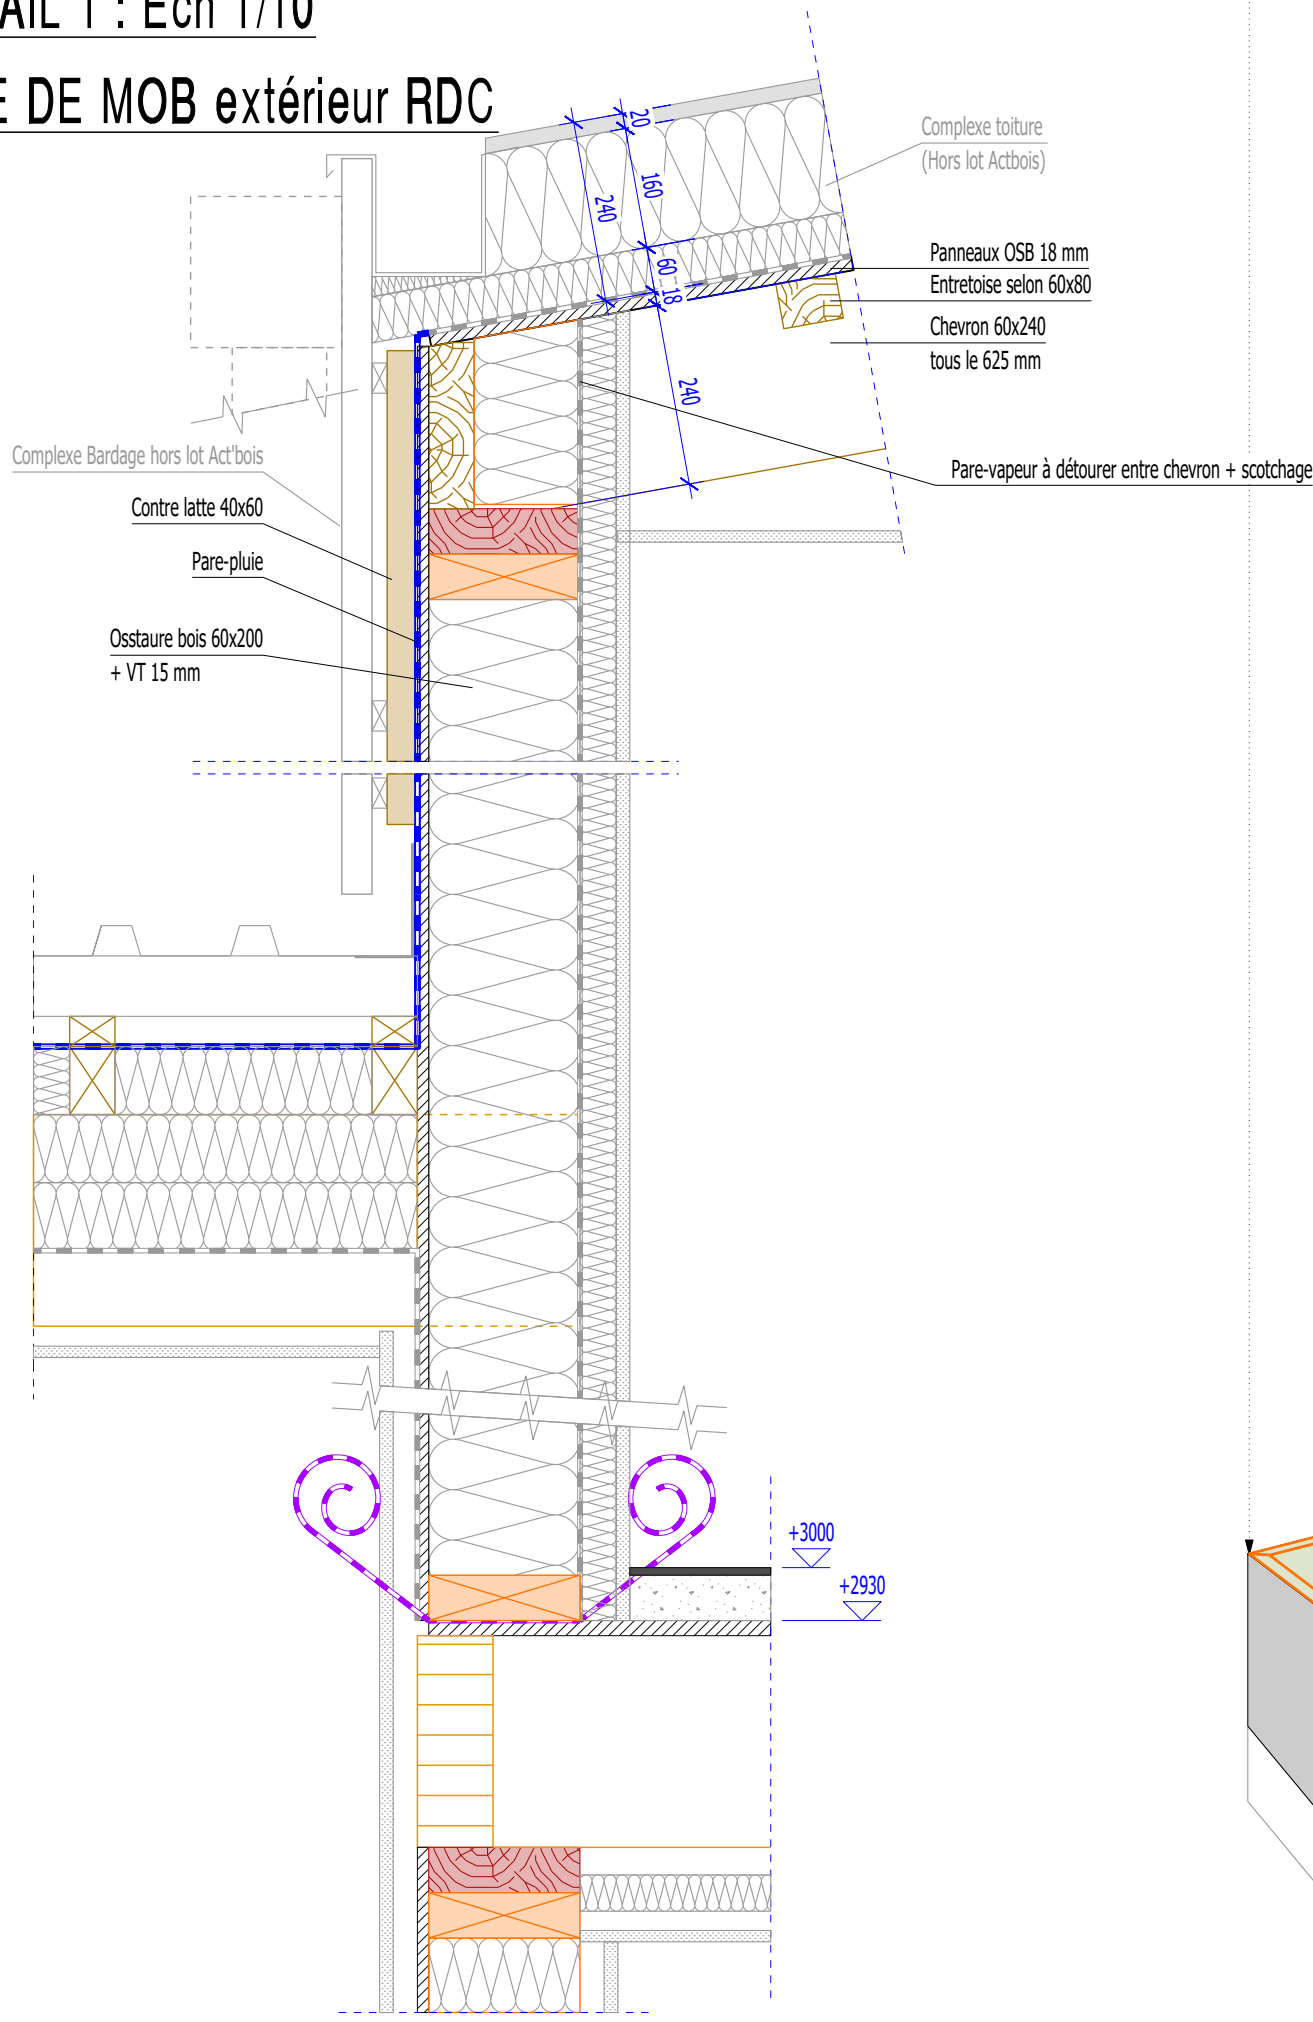 : Ech 1/10
DE MOB extérieur RDC
20
160
240
60
18
240
Complexe toiture
(Hors lot Actbois)
Panneaux OSB 18 mm
Entretoise selon 60x80
Chevron 60x240
tous le 625 mm
Pare-vapeur à détourer entre chevron + scotchage
Complexe Bardage hors lot Act'bois
Contre latte 40x60
Pare-pluie
Osstaure bois 60x200
+ VT 15 mm
+3000
+2930